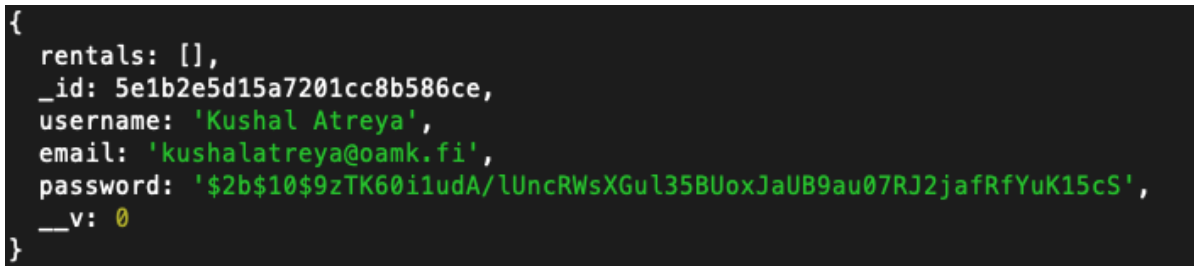 {
rentals: [],
_id: 5e1b2e5d15a7201cc8b586ce,
username: 'Kushal Atreya',
email: 'kushalatreya@oamk.fi',
password: '$2b$10$9zTK60i1udA/lUncRWsXGul35BUoxJaUB9au07RJ2jafRfYuK15cS',
__v: 0
}